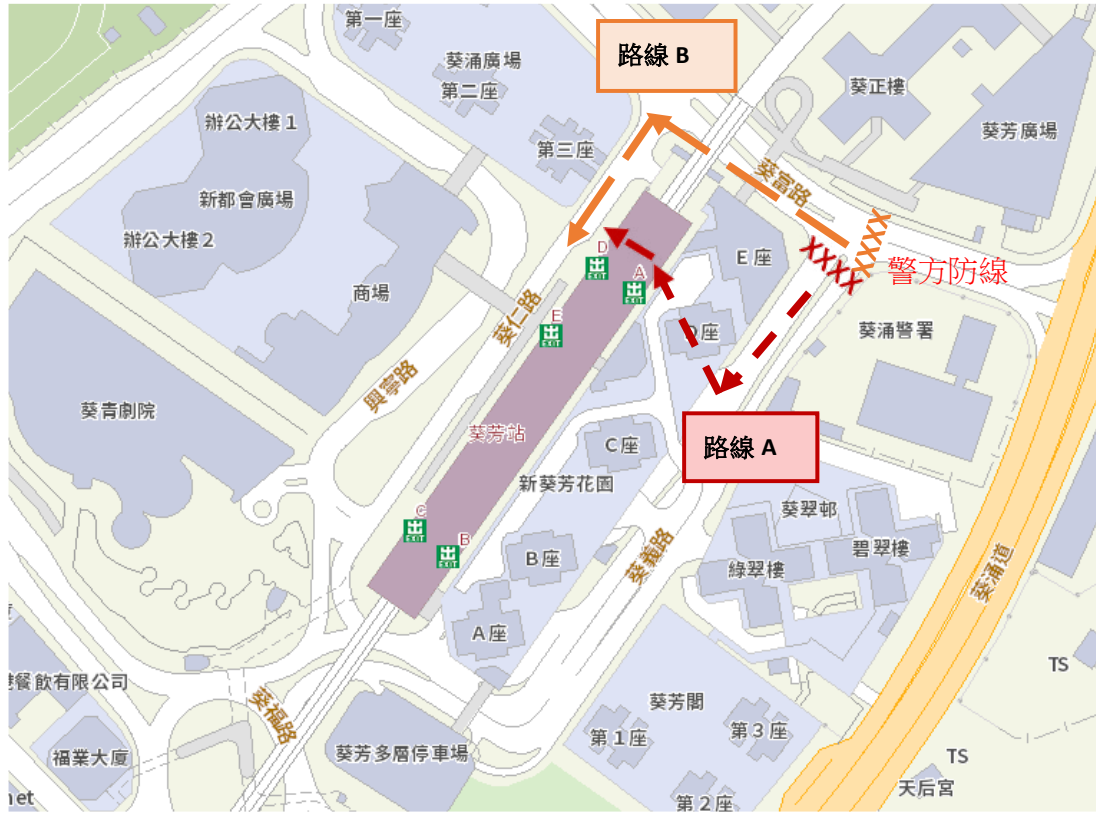 第一座
葵涌廣場
第二座
第三座
路線 B
葵正樓
葵芳廣場
辦公大樓 1
新都會廣場
辦公大樓 2
商場
葵富路
E 座
D
出
EXIT
A
出
EXIT
E
出
EXIT
XXXX
XXXX
警方防線
葵仁路
D 座
葵涌警署
興寧路
葵青劇院
葵芳站
路線 A
C 座
新葵芳花園
葵翠邨
碧翠樓
綠翠樓
C
出
EXIT
B
出
EXIT
B 座
葵義路
葵涌道
A 座
TS
港餐飲有限公司
葵福路
葵芳閣
第 1 座
第 3 座
福業大廈
葵芳多層停車場
TS
天后宮
第 2 座
net